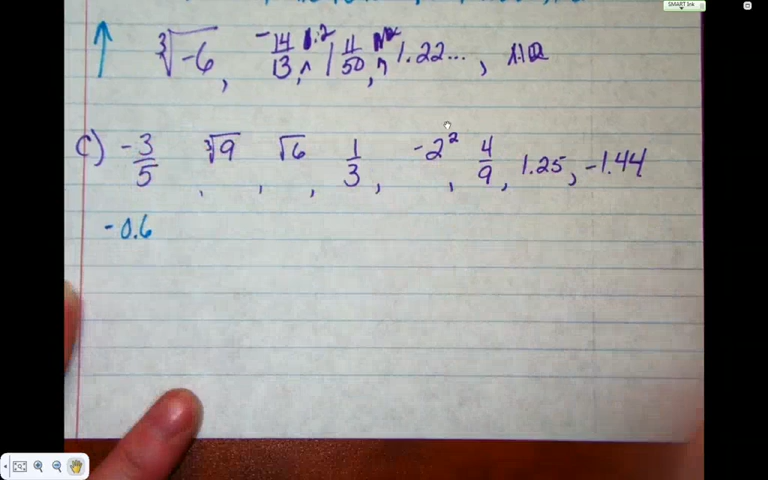 SMART Ink
∛-6, -14/13, 1 11/50, 1.22...,
C) -3/5, ∛9, √6, 1/3, -2², 4/9, 1.25, -1.44
-0.6